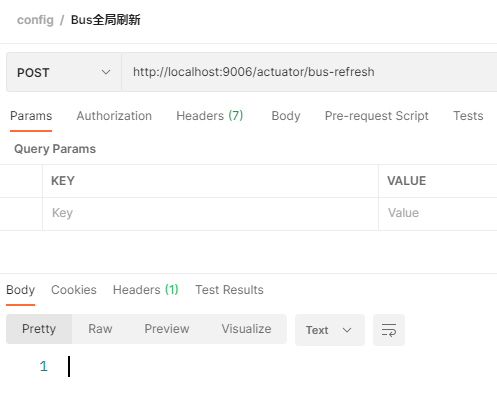 config / Bus全局刷新
POST http://localhost:9006/actuator/bus-refresh
Params Authorization Headers (7) Body Pre-request Script Tests
Query Params
KEY VALUE
Key Value
Body Cookies Headers (1) Test Results
Pretty Raw Preview Visualize Text
1